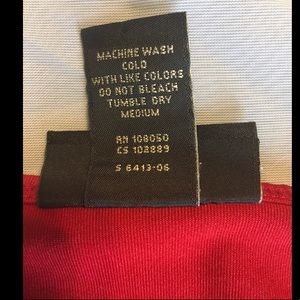 MACHINE WASH
COLD
WITH LIKE COLORS
DO NOT BLEACH
TUMBLE DRY
MEDIUM
RN 108050
CS 102889
S 6413-06